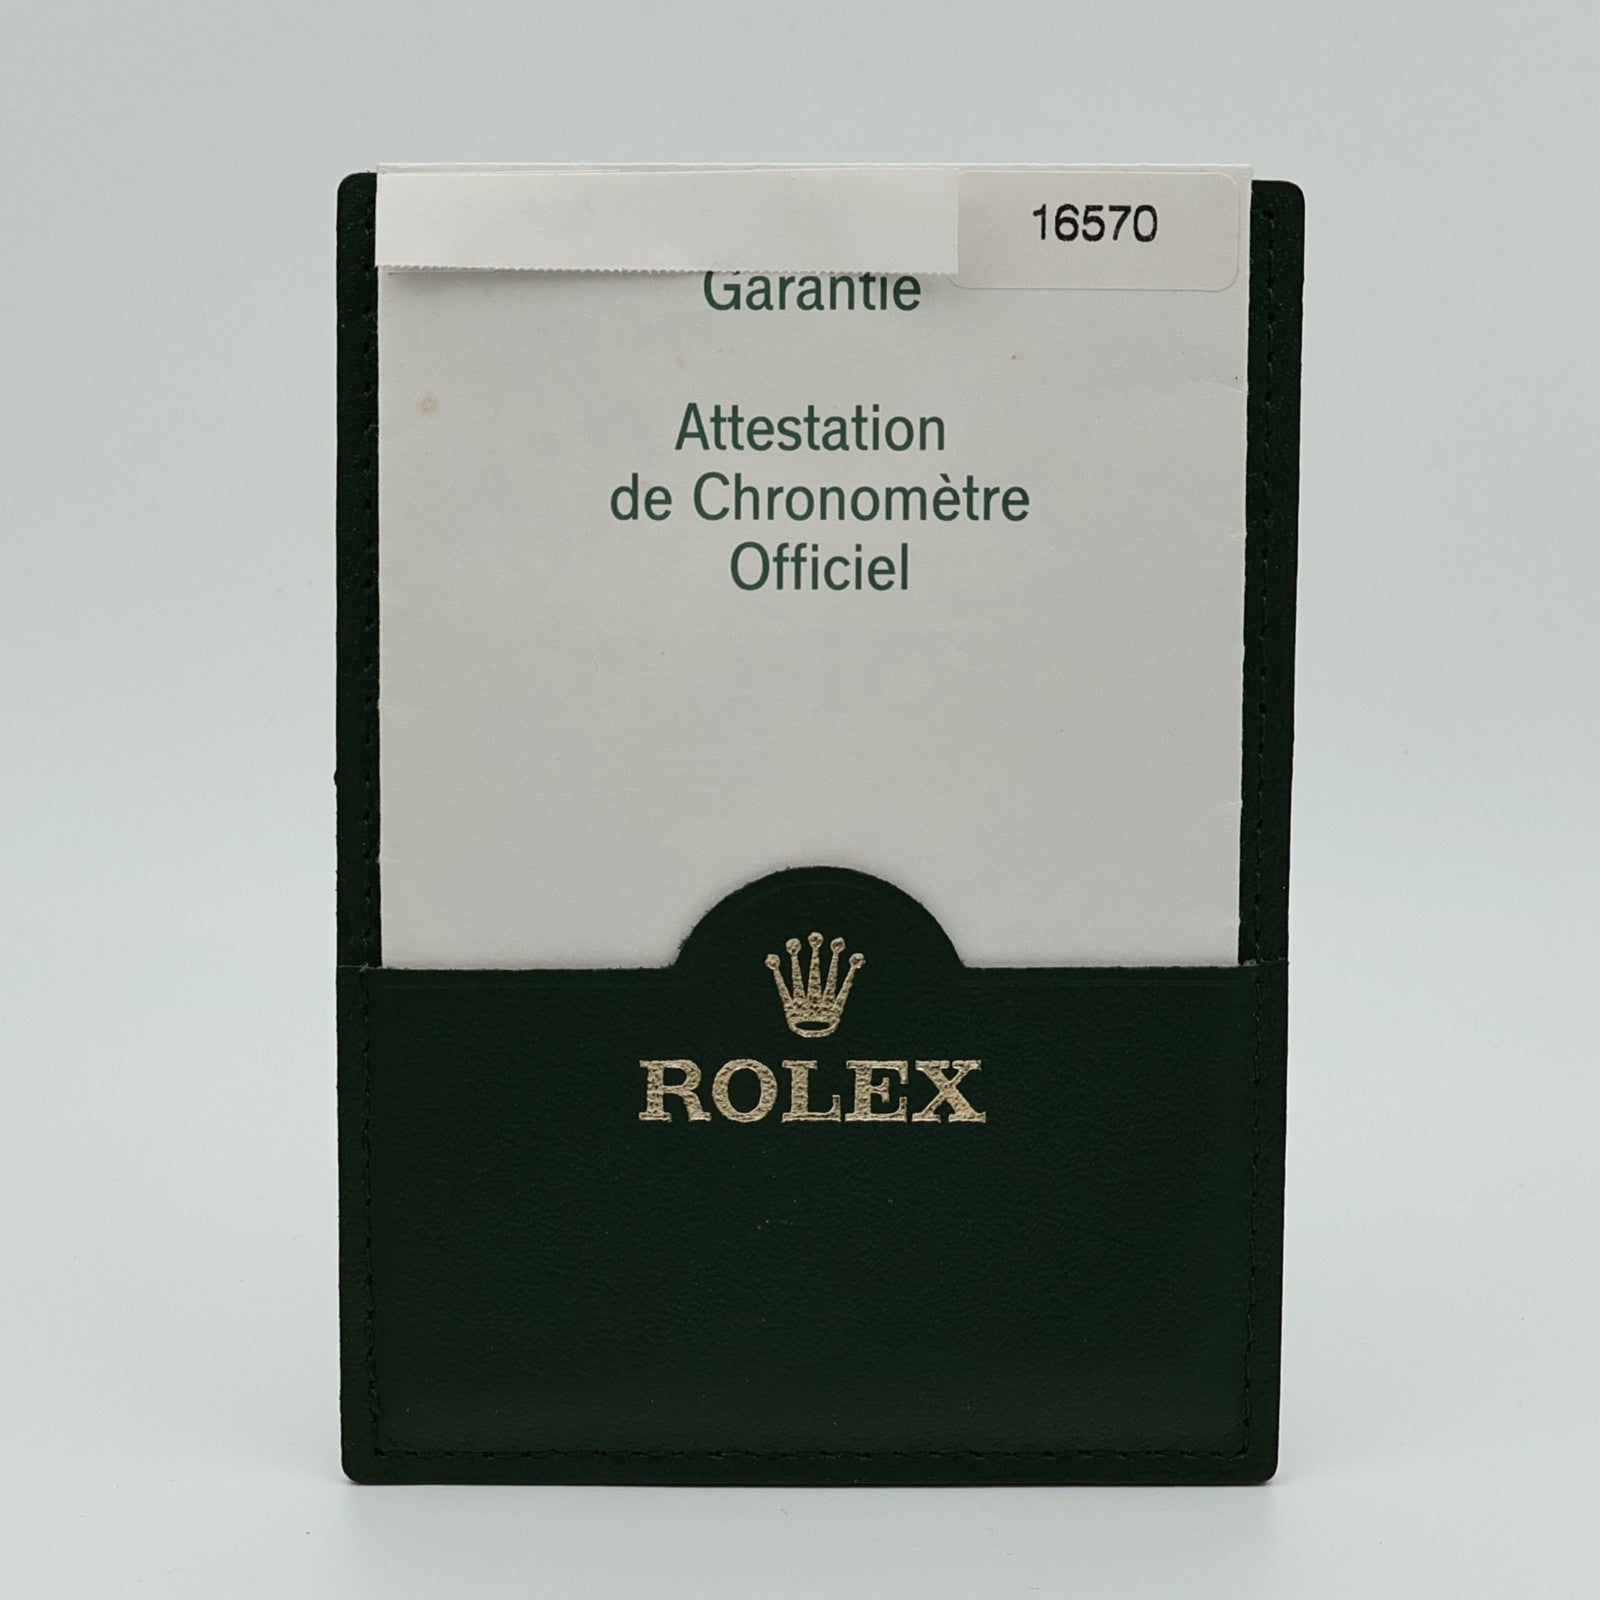 16570
Garantie
Attestation
de Chronomètre
Officiel
ROLEX